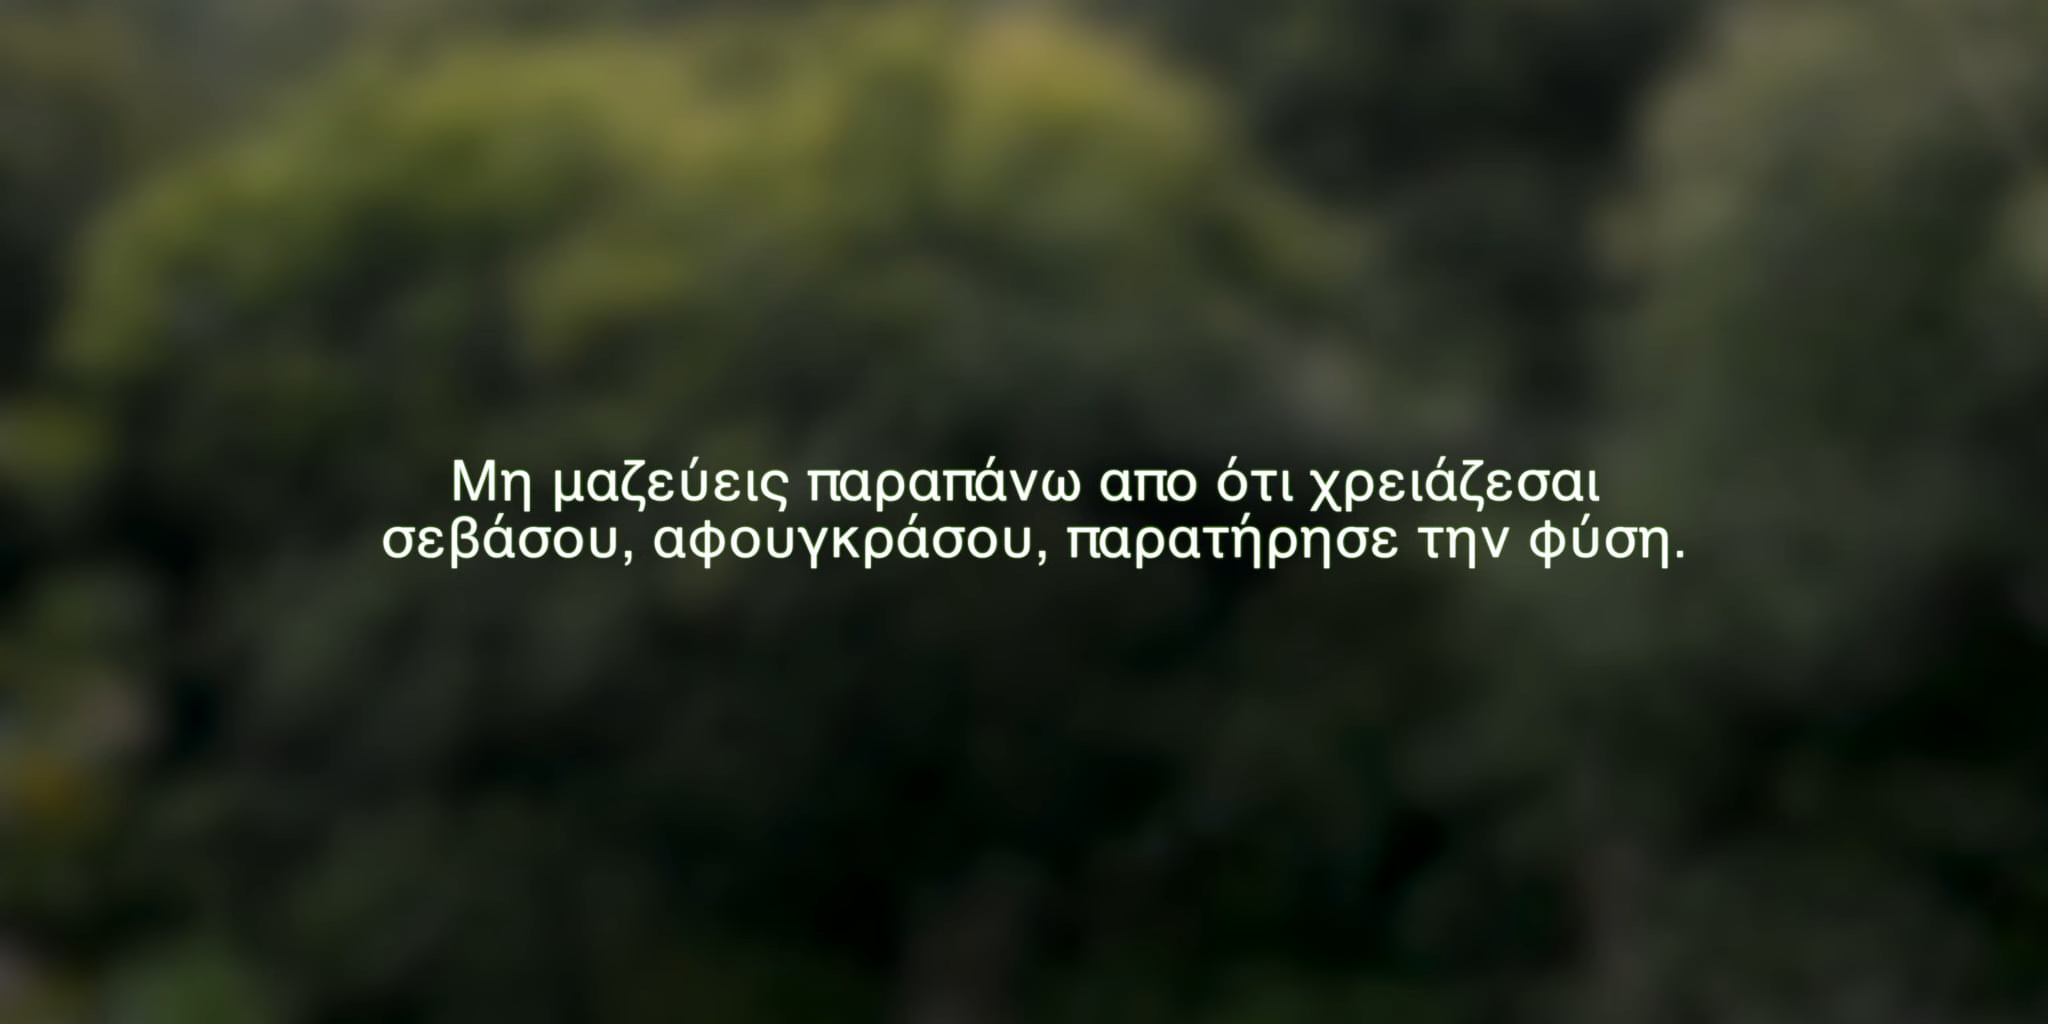 Μη μαζεύεις παραπάνω απο ότι χρειάζεσαι
σεβάσου, αφουγκράσου, παρατήρησε την φύση.